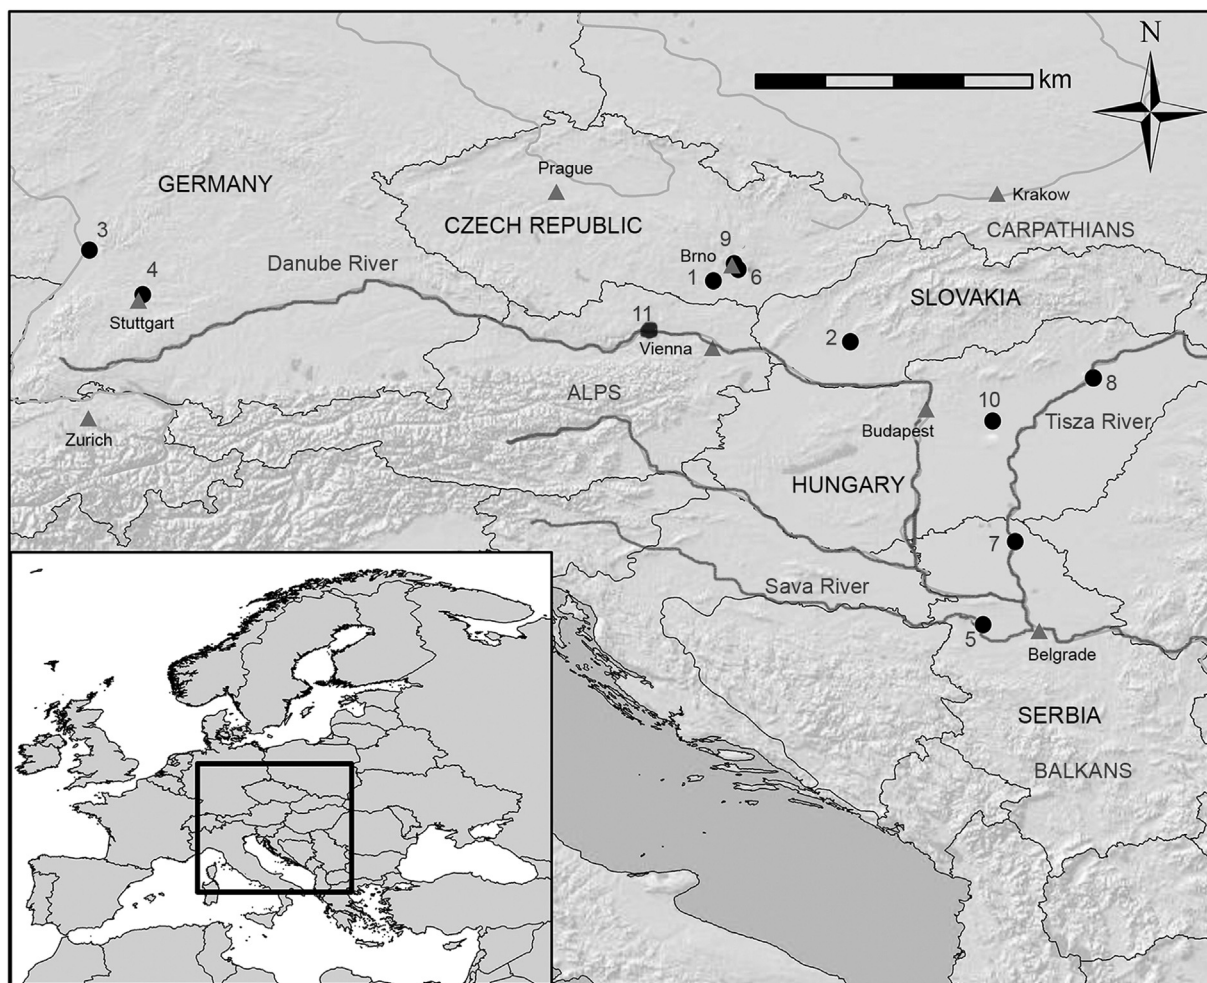 N
km
Prague
GERMANY
Krakow
CZECH REPUBLIC
CARPATHIANS
3
9
Brno
Danube River
4
1
6
SLOVAKIA
Stuttgart
11
2
Vienna
8
ALPS
10
Tisza River
Zurich
Budapest
HUNGARY
7
Sava River
5
Belgrade
SERBIA
BALKANS